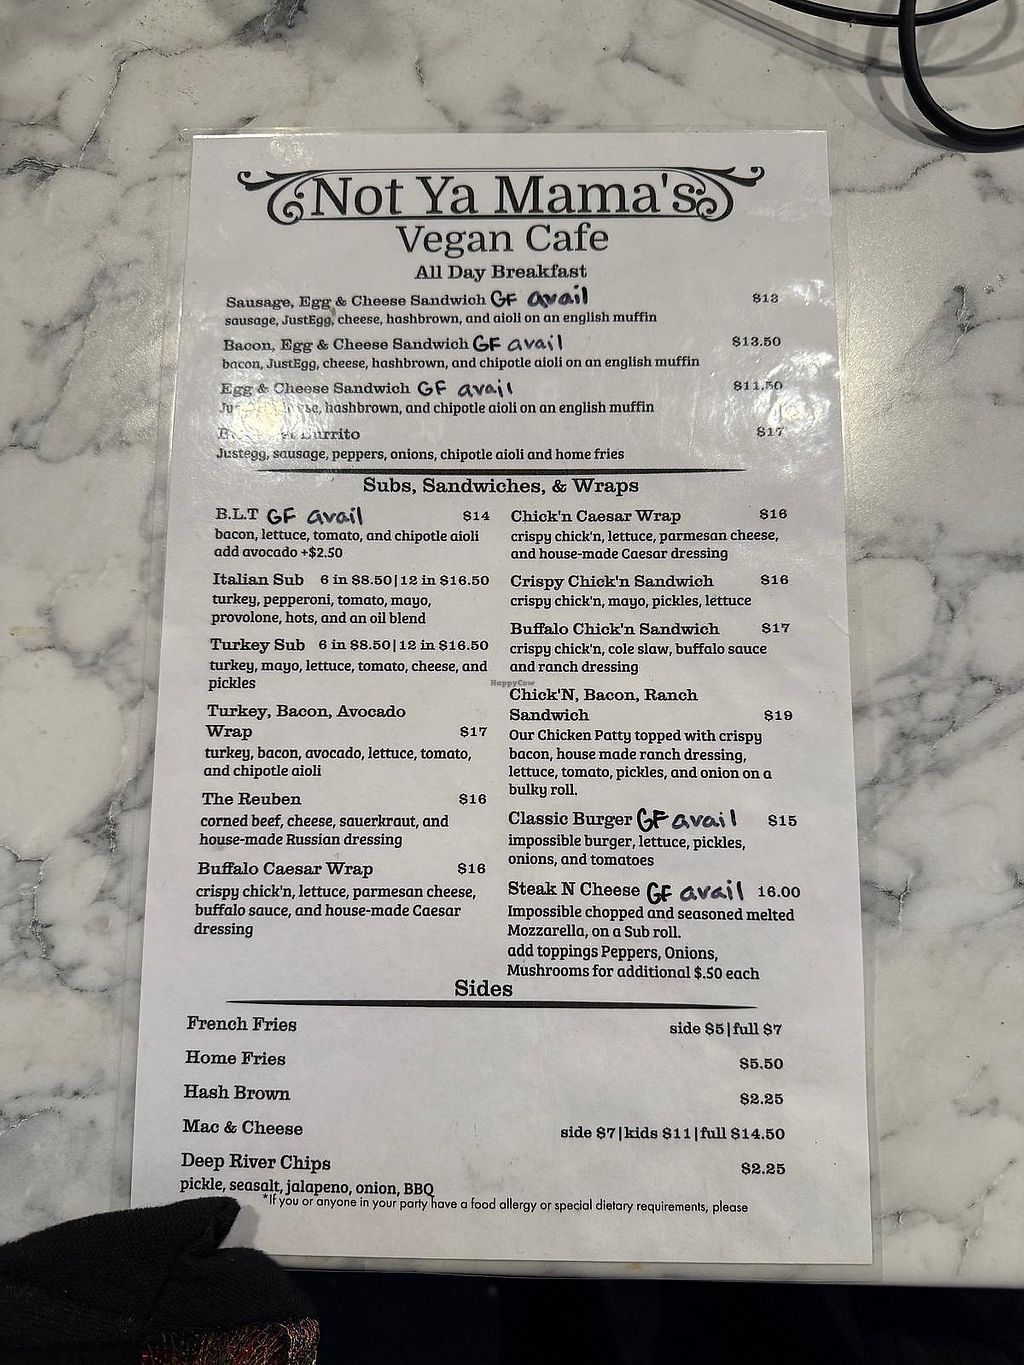 Not Ya Mama's
Vegan Cafe
All Day Breakfast
Sausage, Egg & Cheese Sandwich GF avail $13
sausage, JustEgg, cheese, hashbrown, and aioli on an english muffin
Bacon, Egg & Cheese Sandwich GF avail $13.50
bacon, JustEgg, cheese, hashbrown, and chipotle aioli on an english muffin
Egg & Cheese Sandwich GF avail $11.50
hashbrown, and chipotle aioli on an english muffin
Burrito $17
Justegg, sausage, peppers, onions, chipotle aioli and home fries
Subs, Sandwiches, & Wraps
B.L.T GF avail $14
bacon, lettuce, tomato, and chipotle aioli
add avocado +$2.50
Italian Sub 6 in $8.50|12 in $16.50
turkey, pepperoni, tomato, mayo,
provolone, hots, and an oil blend
Turkey Sub 6 in $8.50|12 in $16.50
turkey, mayo, lettuce, tomato, cheese, and
pickles
Turkey, Bacon, Avocado
Wrap $17
turkey, bacon, avocado, lettuce, tomato,
and chipotle aioli
The Reuben $16
corned beef, cheese, sauerkraut, and
house-made Russian dressing
Buffalo Caesar Wrap $16
crispy chick'n, lettuce, parmesan cheese,
buffalo sauce, and house-made Caesar
dressing
Chick'n Caesar Wrap $16
crispy chick'n, lettuce, parmesan cheese,
and house-made Caesar dressing
Crispy Chick'n Sandwich $16
crispy chick'n, mayo, pickles, lettuce
Buffalo Chick'n Sandwich $17
crispy chick'n, cole slaw, buffalo sauce
and ranch dressing
HappyCow
Chick'N, Bacon, Ranch
Sandwich $19
Our Chicken Patty topped with crispy
bacon, house made ranch dressing,
lettuce, tomato, pickles, and onion on a
bulky roll.
Classic Burger GF avail $15
impossible burger, lettuce, pickles,
onions, and tomatoes
Steak N Cheese GF avail 16.00
Impossible chopped and seasoned melted
Mozzarella, on a Sub roll.
add toppings Peppers, Onions,
Mushrooms for additional $.50 each
Sides
French Fries side $5|full $7
Home Fries $5.50
Hash Brown $2.25
Mac & Cheese side $7|kids $11|full $14.50
Deep River Chips $2.25
pickle, seasalt, jalapeno, onion, BBQ
*If you or anyone in your party have a food allergy or special dietary requirements, please